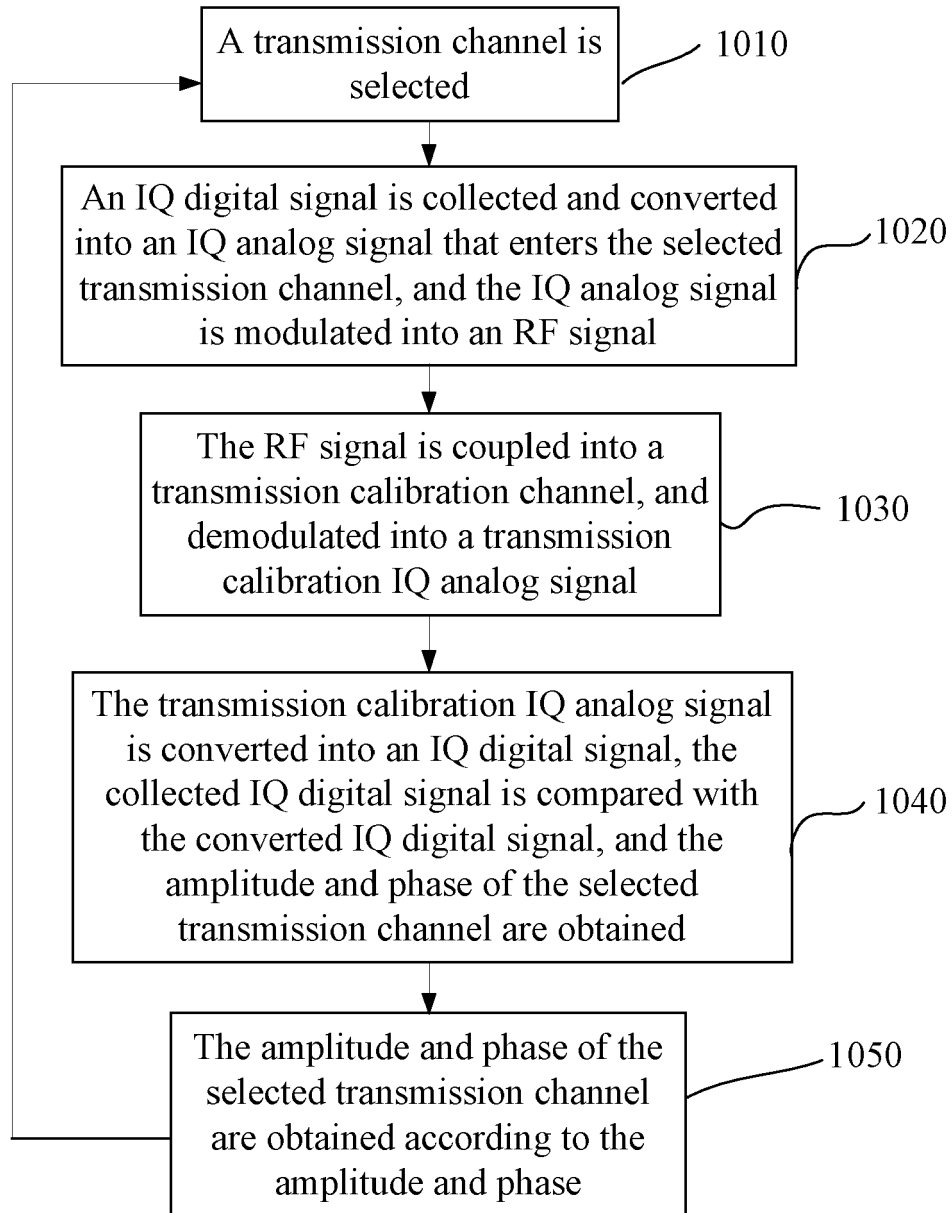 A transmission channel is
selected
1010
An IQ digital signal is collected and converted
into an IQ analog signal that enters the selected
transmission channel, and the IQ analog signal
is modulated into an RF signal
1020
The RF signal is coupled into a
transmission calibration channel, and
demodulated into a transmission
calibration IQ analog signal
1030
The transmission calibration IQ analog signal
is converted into an IQ digital signal, the
collected IQ digital signal is compared with
the converted IQ digital signal, and the
amplitude and phase of the selected
transmission channel are obtained
1040
The amplitude and phase of the
selected transmission channel
are obtained according to the
amplitude and phase
1050